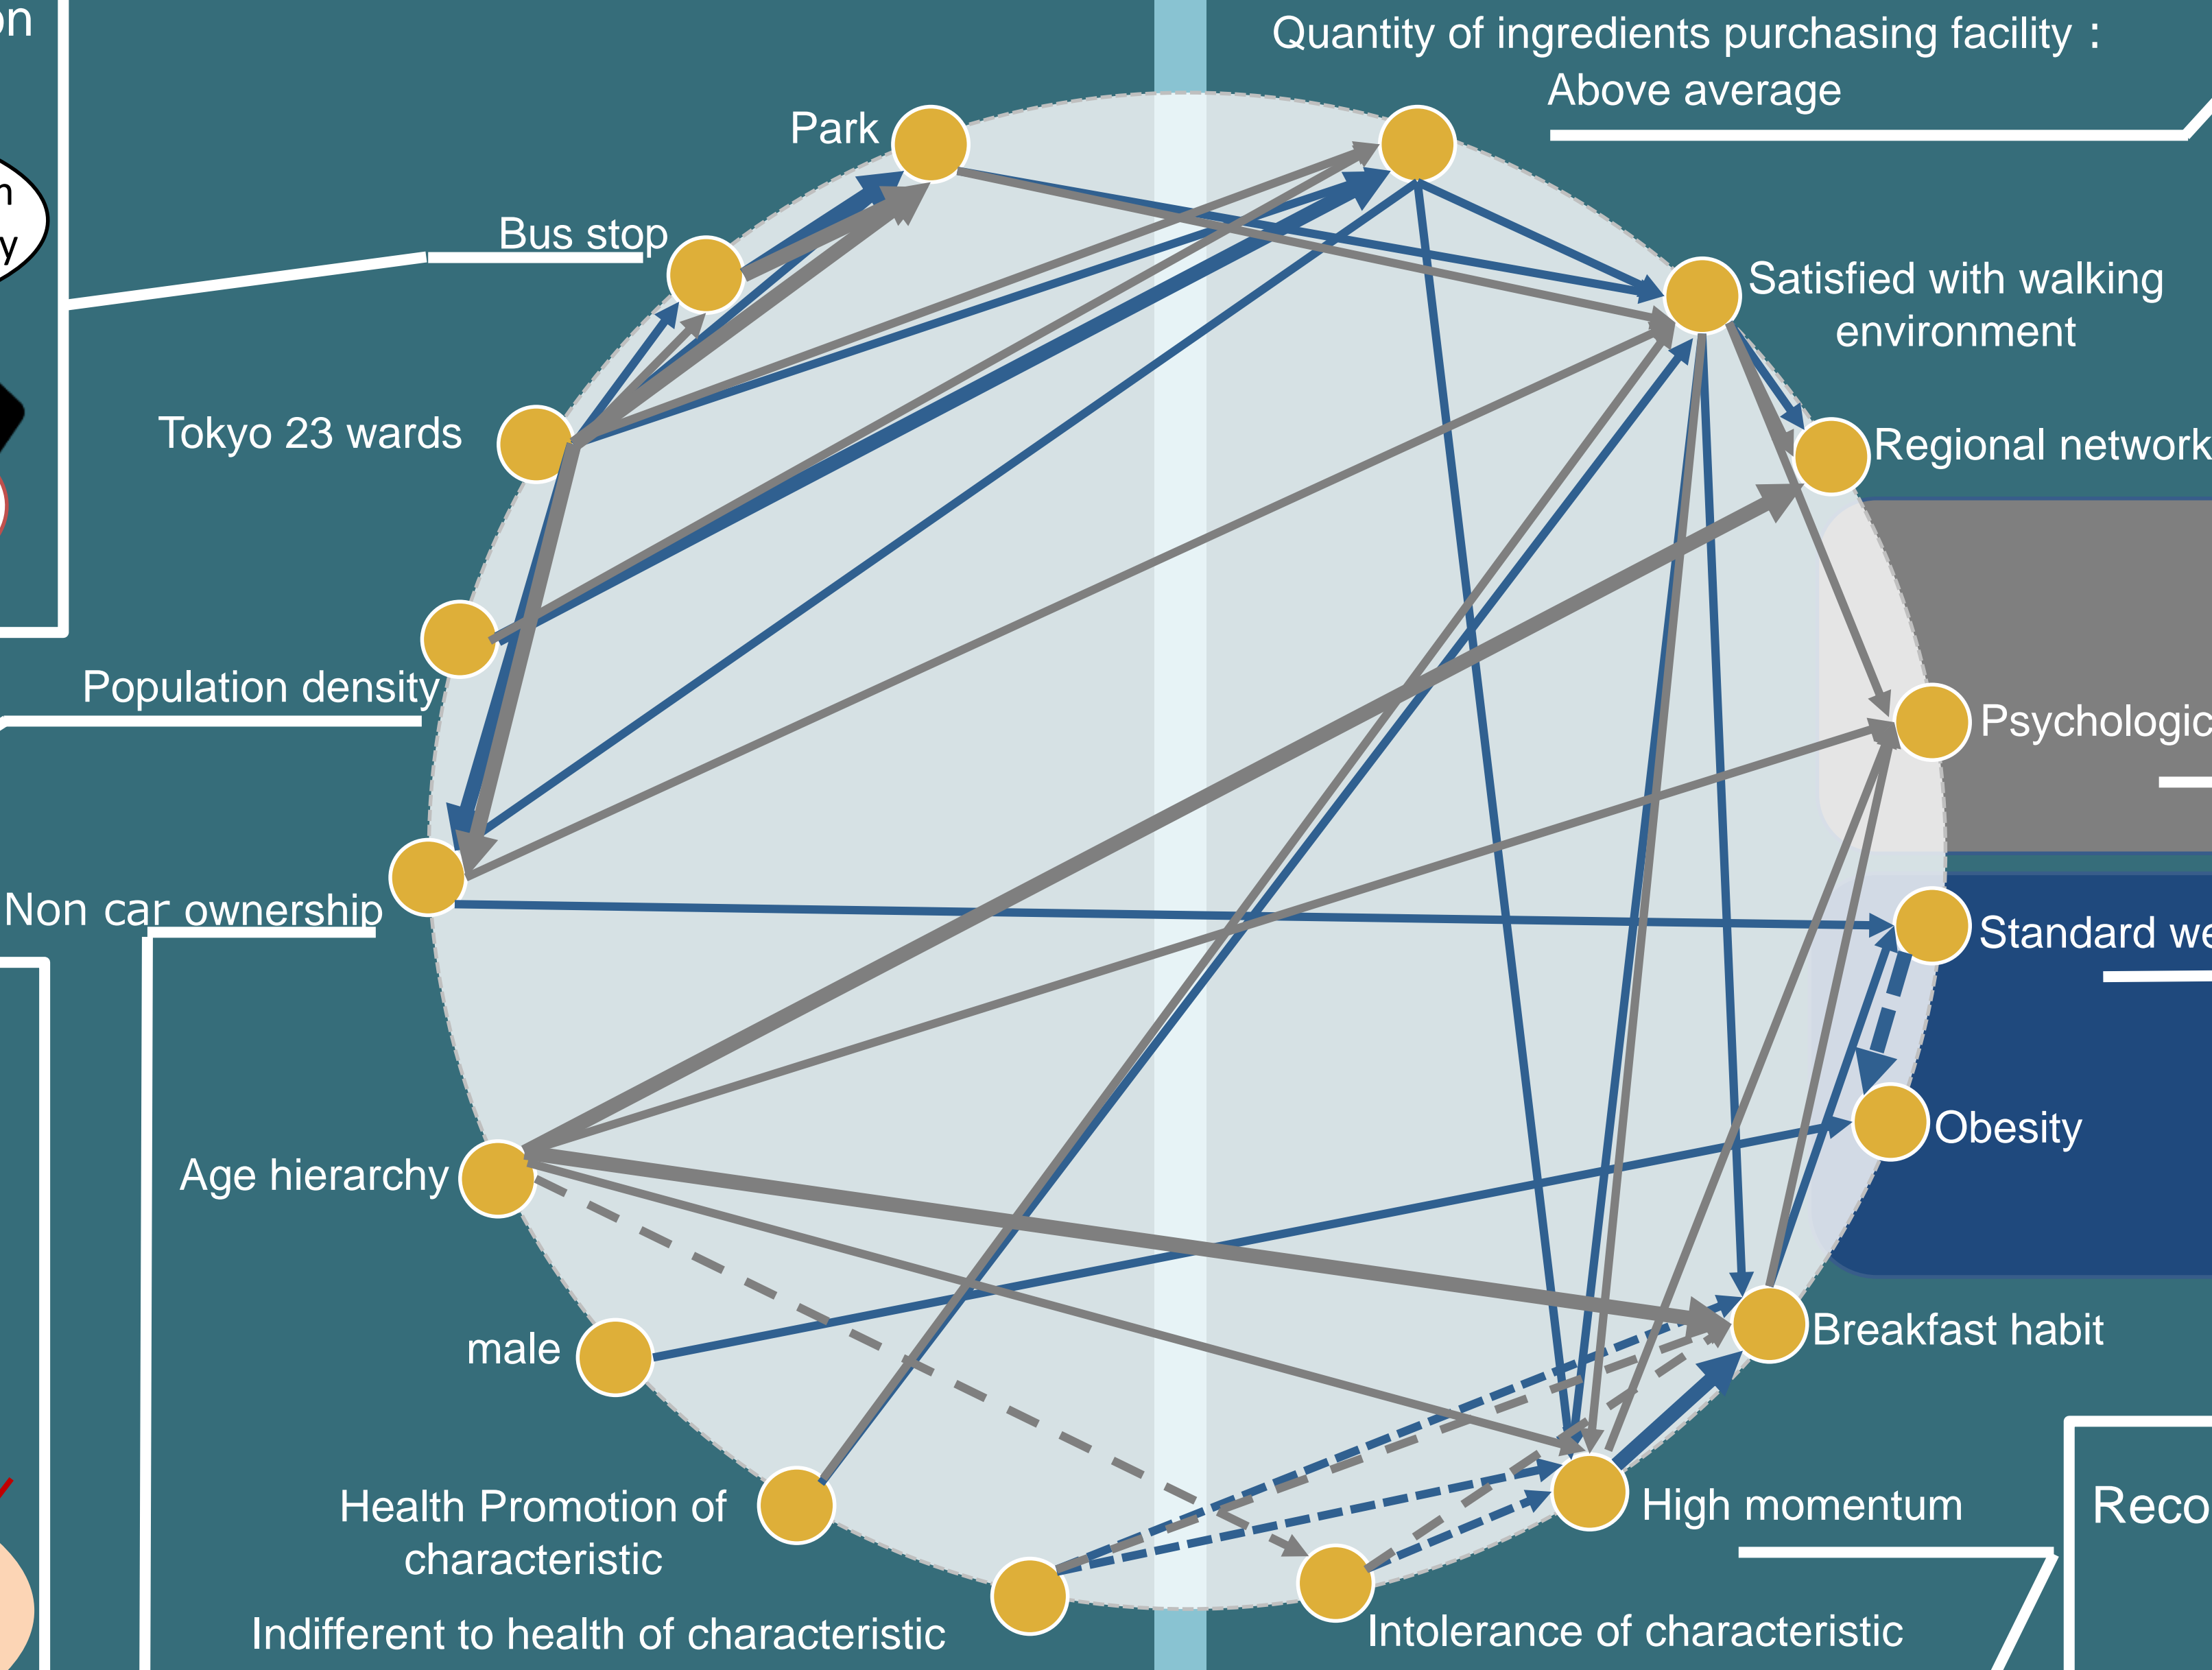 Quantity of ingredients purchasing facility :
Above average
Park
Bus stop
Satisfied with walking
environment
Tokyo 23 wards
Regional network
Population density
Psychologic
Non car ownership
Standard we
Obesity
Age hierarchy
Breakfast habit
male
Health Promotion of
characteristic
High momentum
Reco
Indifferent to health of characteristic
Intolerance of characteristic